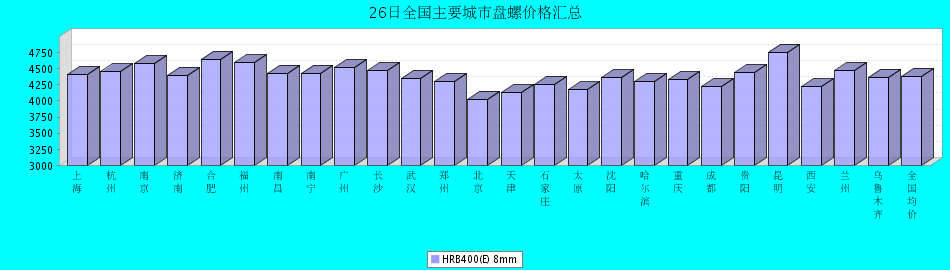 26日全国主要城市盘螺价格汇总
4750
4500
4250
4000
3750
3500
3250
3000
上海
杭州
南京
济南
合肥
福州
南昌
南宁
广州
长沙
武汉
郑州
北京
天津
石家庄
太原
沈阳
哈尔滨
重庆
成都
贵阳
昆明
西安
兰州
乌鲁木齐
全国均价
HRB400(E) 8mm